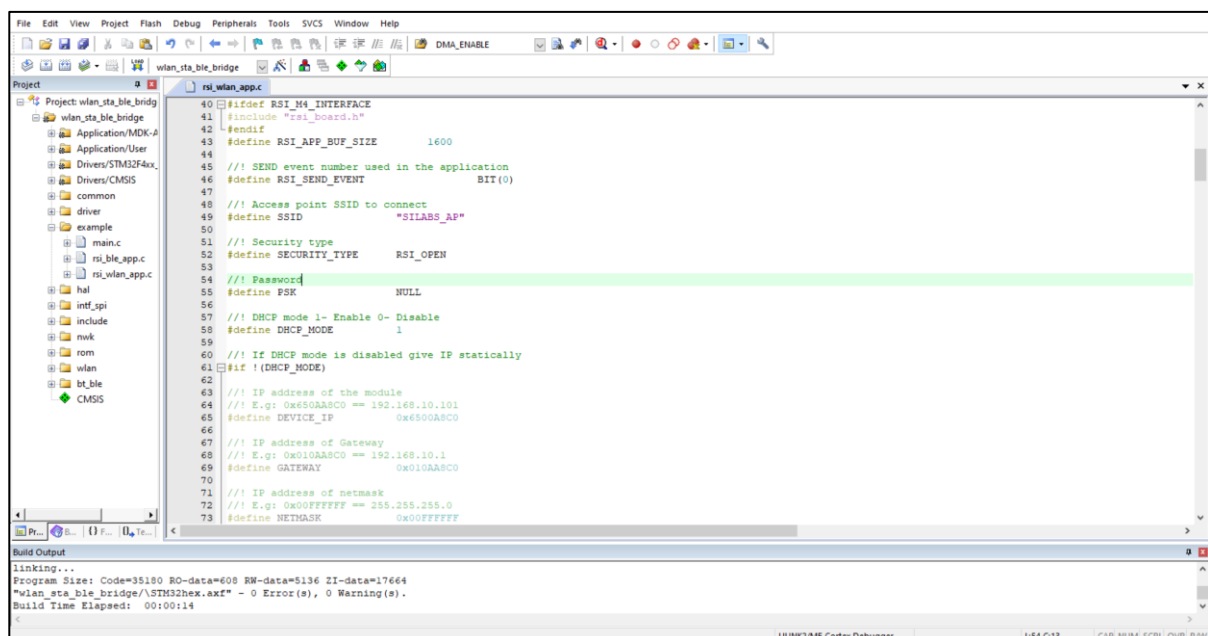 File Edit View Project Flash Debug Peripherals Tools SVCS Window Help
DMA_ENABLE
wlan_sta_ble_bridge
Project
Project: wlan_sta_ble_bridg
wlan_sta_ble_bridge
Application/MDK-A
Application/User
Drivers/STM32F4xx_
Drivers/CMSIS
common
driver
example
main.c
rsi_ble_app.c
rsi_wlan_app.c
hal
intf_spi
include
nwk
rom
wlan
bt_ble
CMSIS
Pr... B... {} F... Te...
rsi_wlan_app.c
40 #ifdef RSI_M4_INTERFACE
41 #include "rsi_board.h"
42 #endif
43 #define RSI_APP_BUF_SIZE 1600
44
45 //! SEND event number used in the application
46 #define RSI_SEND_EVENT BIT(0)
47
48 //! Access point SSID to connect
49 #define SSID "SILABS_AP"
50
51 //! Security type
52 #define SECURITY_TYPE RSI_OPEN
53
54 //! Password
55 #define PSK NULL
56
57 //! DHCP mode 1- Enable 0- Disable
58 #define DHCP_MODE 1
59
60 //! If DHCP mode is disabled give IP statically
61 #if !(DHCP_MODE)
62
63 //! IP address of the module
64 //! E.g: 0x650AA8C0 == 192.168.10.101
65 #define DEVICE_IP 0x6500A8C0
66
67 //! IP address of Gateway
68 //! E.g: 0x010AA8C0 == 192.168.10.1
69 #define GATEWAY 0x010AA8C0
70
71 //! IP address of netmask
72 //! E.g: 0x00FFFFFF == 255.255.255.0
73 #define NETMASK 0x00FFFFFF
Build Output
linking...
Program Size: Code=35180 RO-data=608 RW-data=5136 ZI-data=17664
"wlan_sta_ble_bridge/\STM32hex.axf" - 0 Error(s), 0 Warning(s).
Build Time Elapsed: 00:00:14